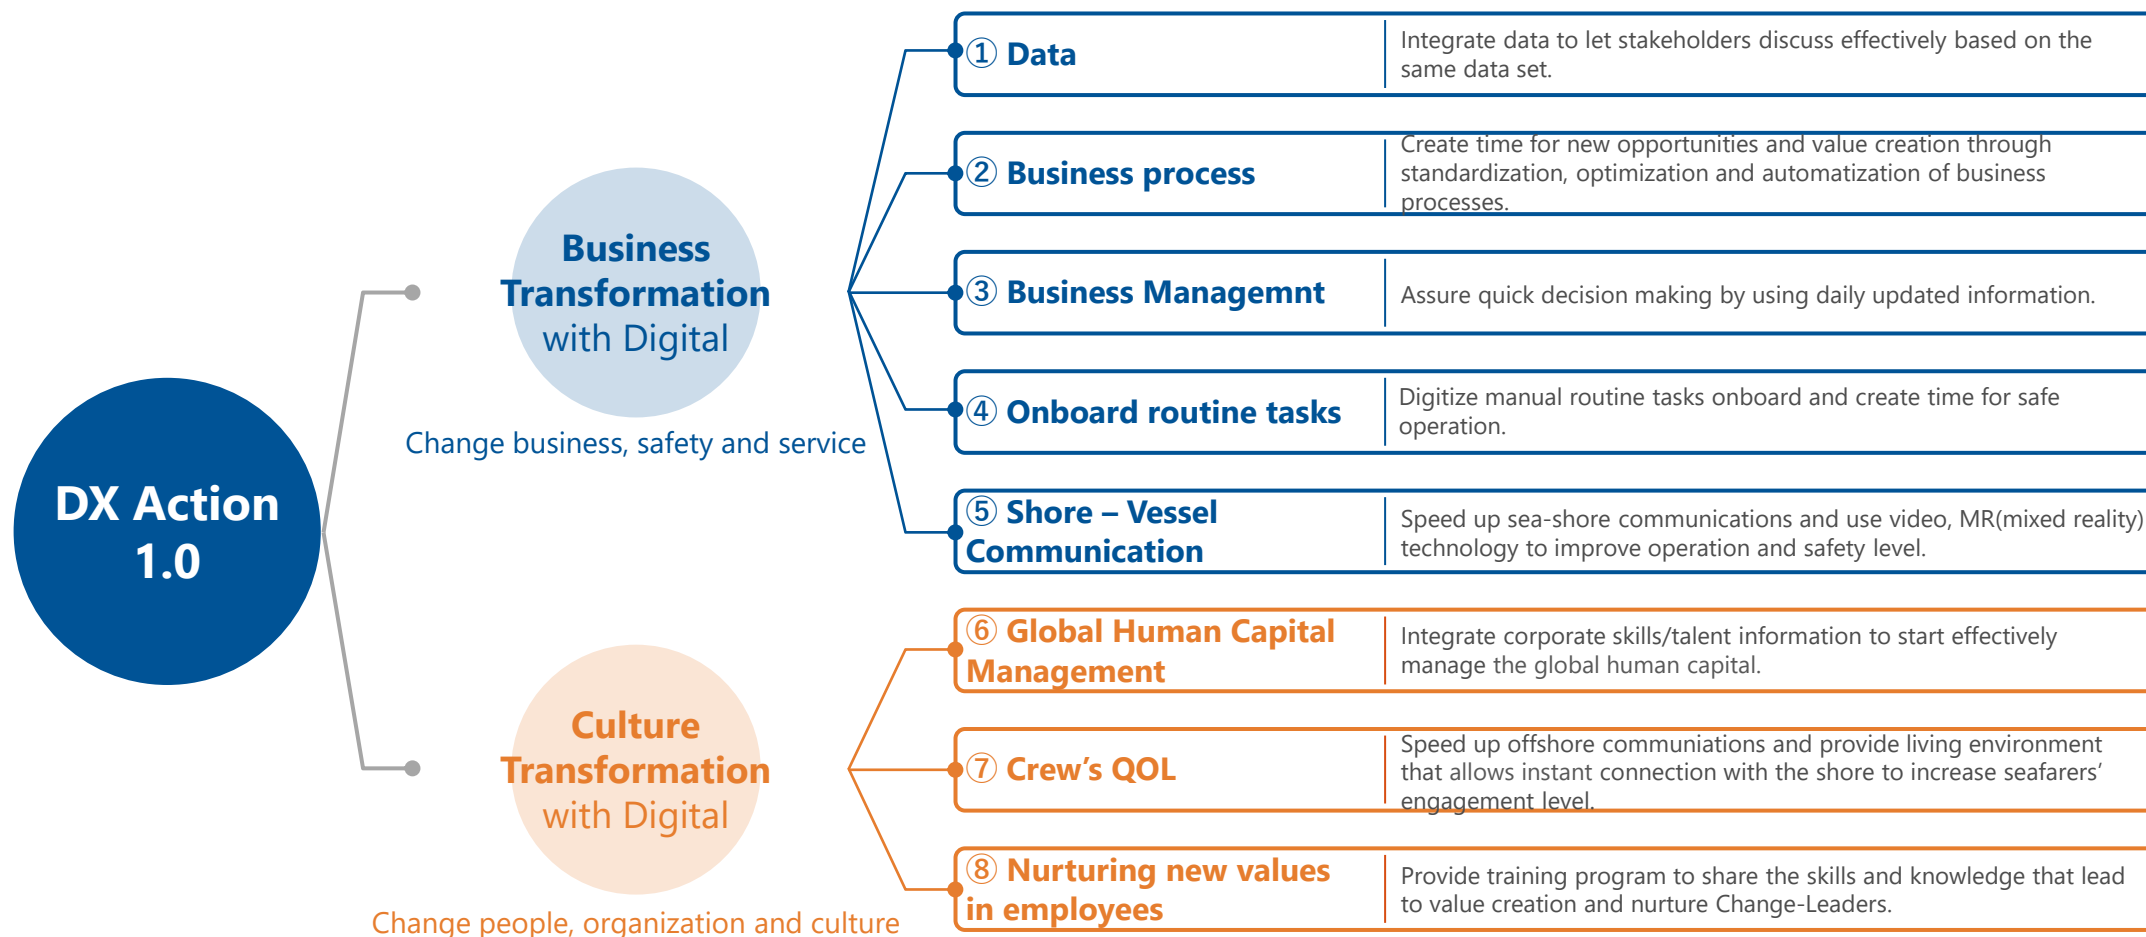 DX Action
1.0
Business
Transformation
with Digital
Change business, safety and service
① Data
Integrate data to let stakeholders discuss effectively based on the
same data set.
② Business process
Create time for new opportunities and value creation through
standardization, optimization and automatization of business
processes.
③ Business Managemnt
Assure quick decision making by using daily updated information.
④ Onboard routine tasks
Digitize manual routine tasks onboard and create time for safe
operation.
⑤ Shore – Vessel
Communication
Speed up sea-shore communications and use video, MR(mixed reality)
technology to improve operation and safety level.
Culture
Transformation
with Digital
Change people, organization and culture
⑥ Global Human Capital
Management
Integrate corporate skills/talent information to start effectively
manage the global human capital.
⑦ Crew’s QOL
Speed up offshore communiations and provide living environment
that allows instant connection with the shore to increase seafarers’
engagement level.
⑧ Nurturing new values
in employees
Provide training program to share the skills and knowledge that lead
to value creation and nurture Change-Leaders.